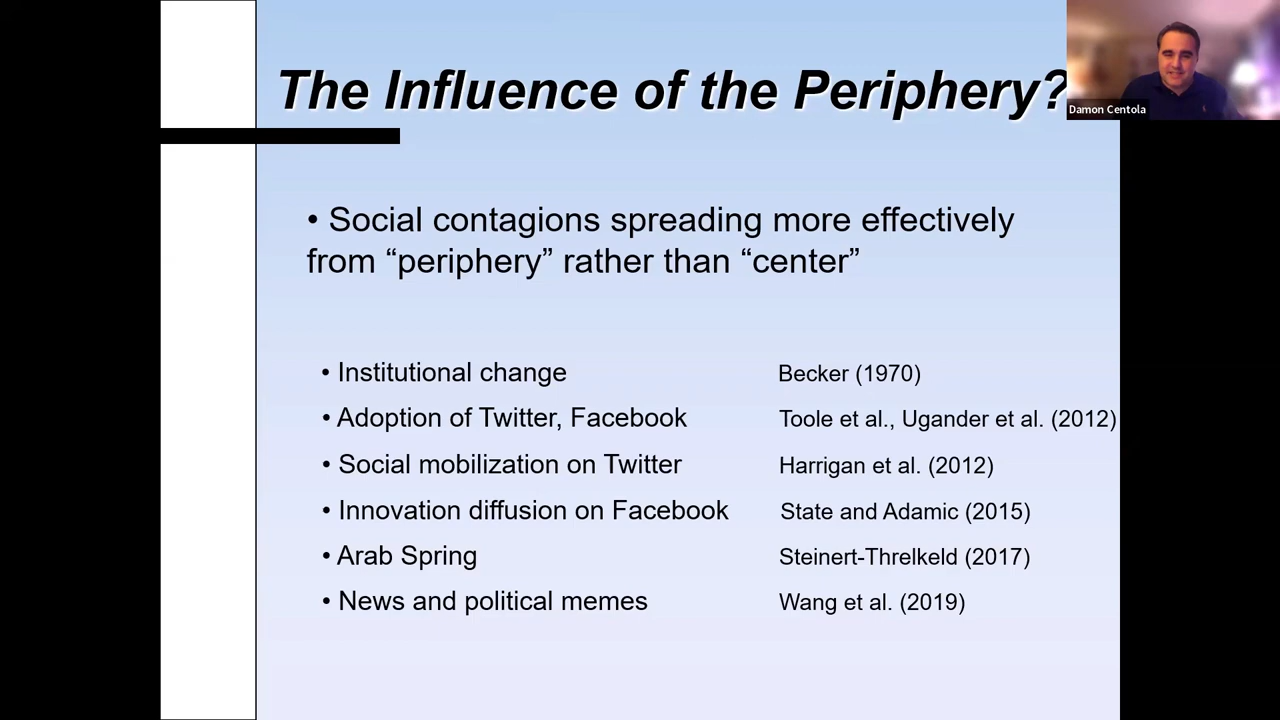 The Influence of the Periphery?
Damon Centola
• Social contagions spreading more effectively
from “periphery” rather than “center”
• Institutional change Becker (1970)
• Adoption of Twitter, Facebook Toole et al., Ugander et al. (2012)
• Social mobilization on Twitter Harrigan et al. (2012)
• Innovation diffusion on Facebook State and Adamic (2015)
• Arab Spring Steinert-Threlkeld (2017)
• News and political memes Wang et al. (2019)